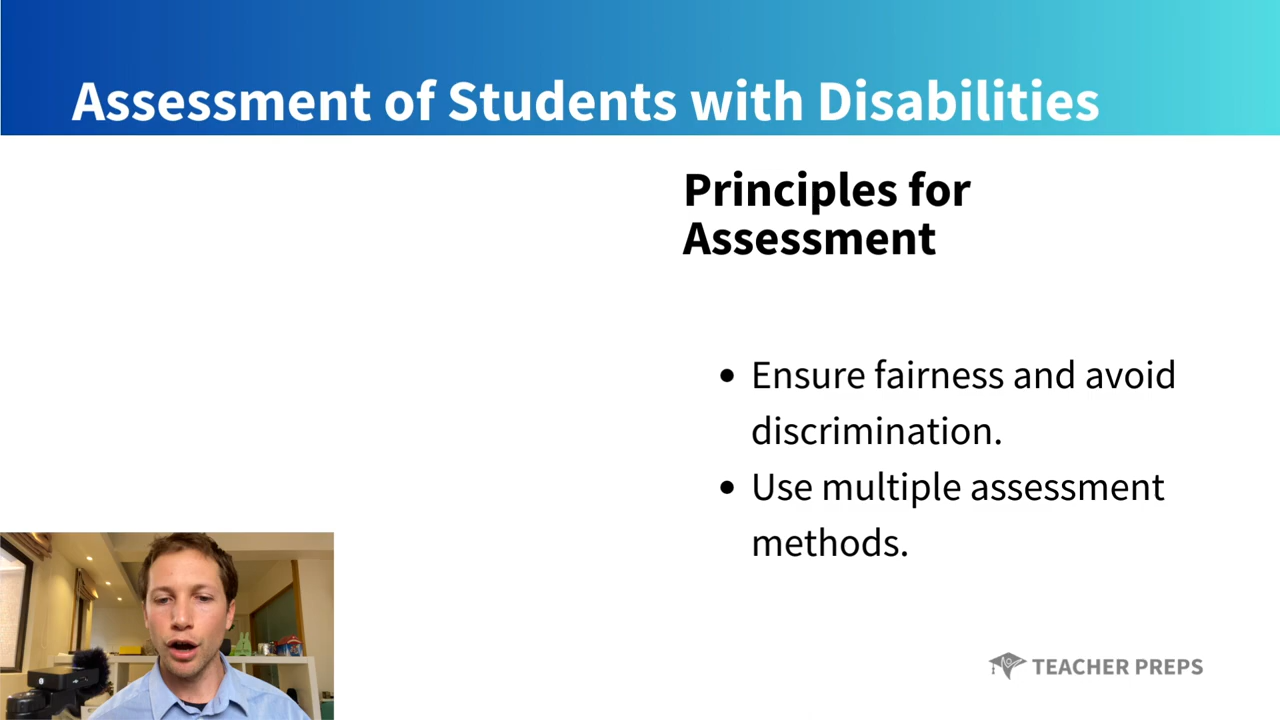 Assessment of Students with Disabilities
Principles for
Assessment
• Ensure fairness and avoid
discrimination.
• Use multiple assessment
methods.
TEACHER PREPS